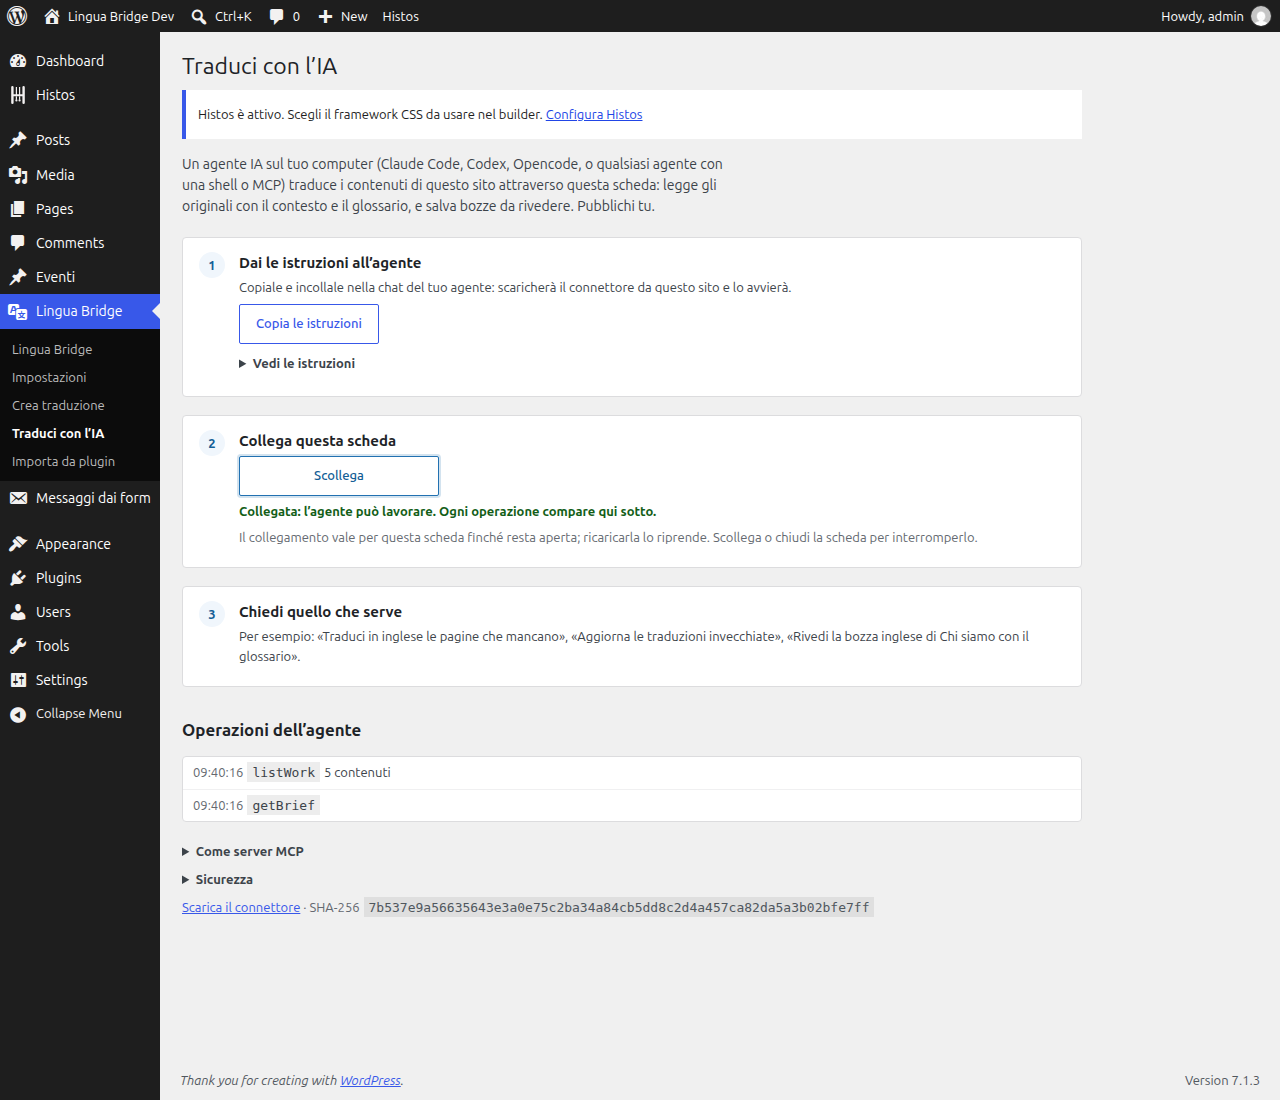 Lingua Bridge Dev Ctrl+K 0 New Histos Howdy, admin
Dashboard
Histos
Posts
Media
Pages
Comments
Eventi
Lingua Bridge
Lingua Bridge
Impostazioni
Crea traduzione
Traduci con l’IA
Importa da plugin
Messaggi dai form
Appearance
Plugins
Users
Tools
Settings
Collapse Menu
Traduci con l’IA
Histos è attivo. Scegli il framework CSS da usare nel builder. Configura Histos
Un agente IA sul tuo computer (Claude Code, Codex, Opencode, o qualsiasi agente con
una shell o MCP) traduce i contenuti di questo sito attraverso questa scheda: legge gli
originali con il contesto e il glossario, e salva bozze da rivedere. Pubblichi tu.
1 Dai le istruzioni all’agente
Copiale e incollale nella chat del tuo agente: scaricherà il connettore da questo sito e lo avvierà.
Copia le istruzioni
Vedi le istruzioni
2 Collega questa scheda
Scollega
Collegata: l’agente può lavorare. Ogni operazione compare qui sotto.
Il collegamento vale per questa scheda finché resta aperta; ricaricarla lo riprende. Scollega o chiudi la scheda per interromperlo.
3 Chiedi quello che serve
Per esempio: «Traduci in inglese le pagine che mancano», «Aggiorna le traduzioni invecchiate», «Rivedi la bozza inglese di Chi siamo con il
glossario».
Operazioni dell’agente
09:40:16 listWork 5 contenuti
09:40:16 getBrief
Come server MCP
Sicurezza
Scarica il connettore · SHA-256 7b537e9a56635643e3a0e75c2ba34a84cb5dd8c2d4a457ca82da5a3b02bfe7ff
Thank you for creating with WordPress. Version 7.1.3